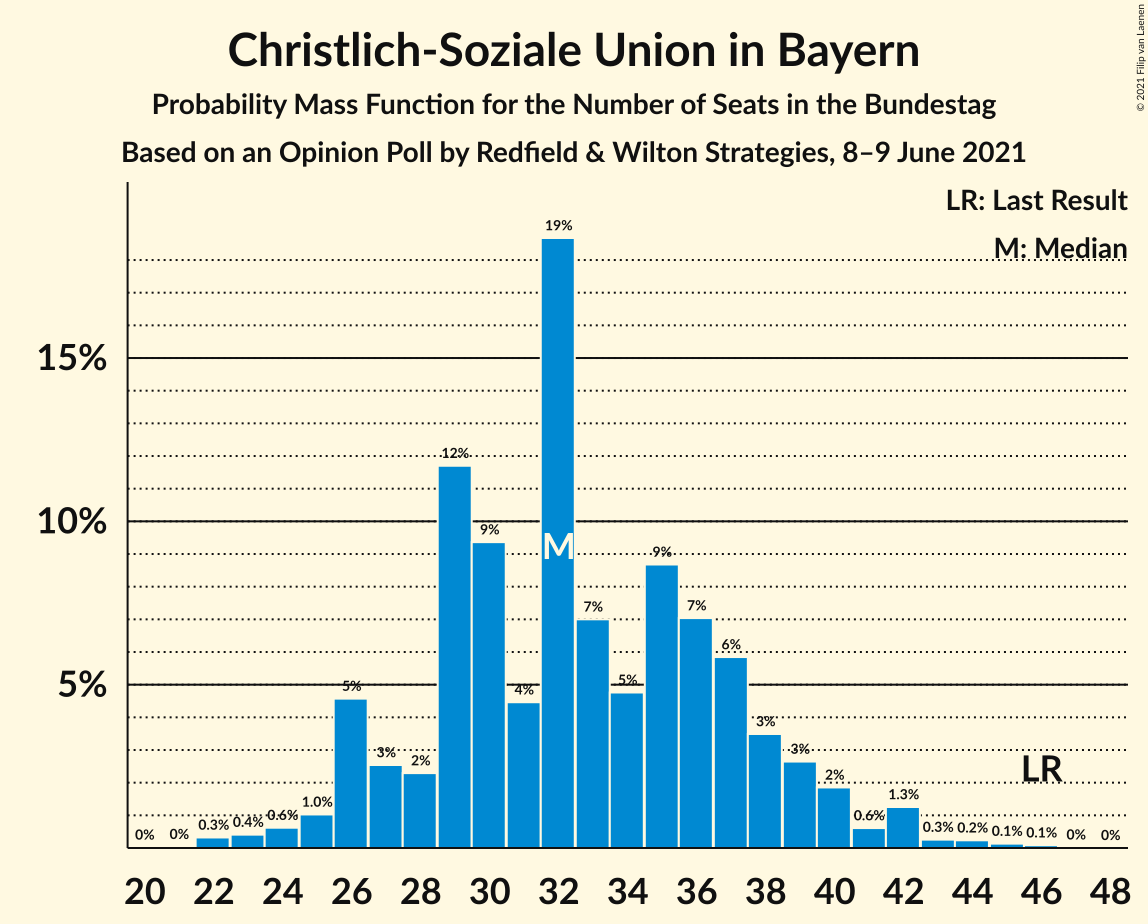 Christlich-Soziale Union in Bayern
Probability Mass Function for the Number of Seats in the Bundestag
Based on an Opinion Poll by Redfield & Wilton Strategies, 8–9 June 2021
© 2021 Filip van Laenen
LR: Last Result
M: Median
15%
10%
5%
0% 0% 0.3% 0.4% 0.6% 1.0% 5% 3% 2% 12% 9% 4% 19% 7% 5% 9% 7% 6% 3% 3% 2% 0.6% 1.3% 0.3% 0.2% 0.1% 0.1% 0% 0%
M
LR
20 22 24 26 28 30 32 34 36 38 40 42 44 46 48